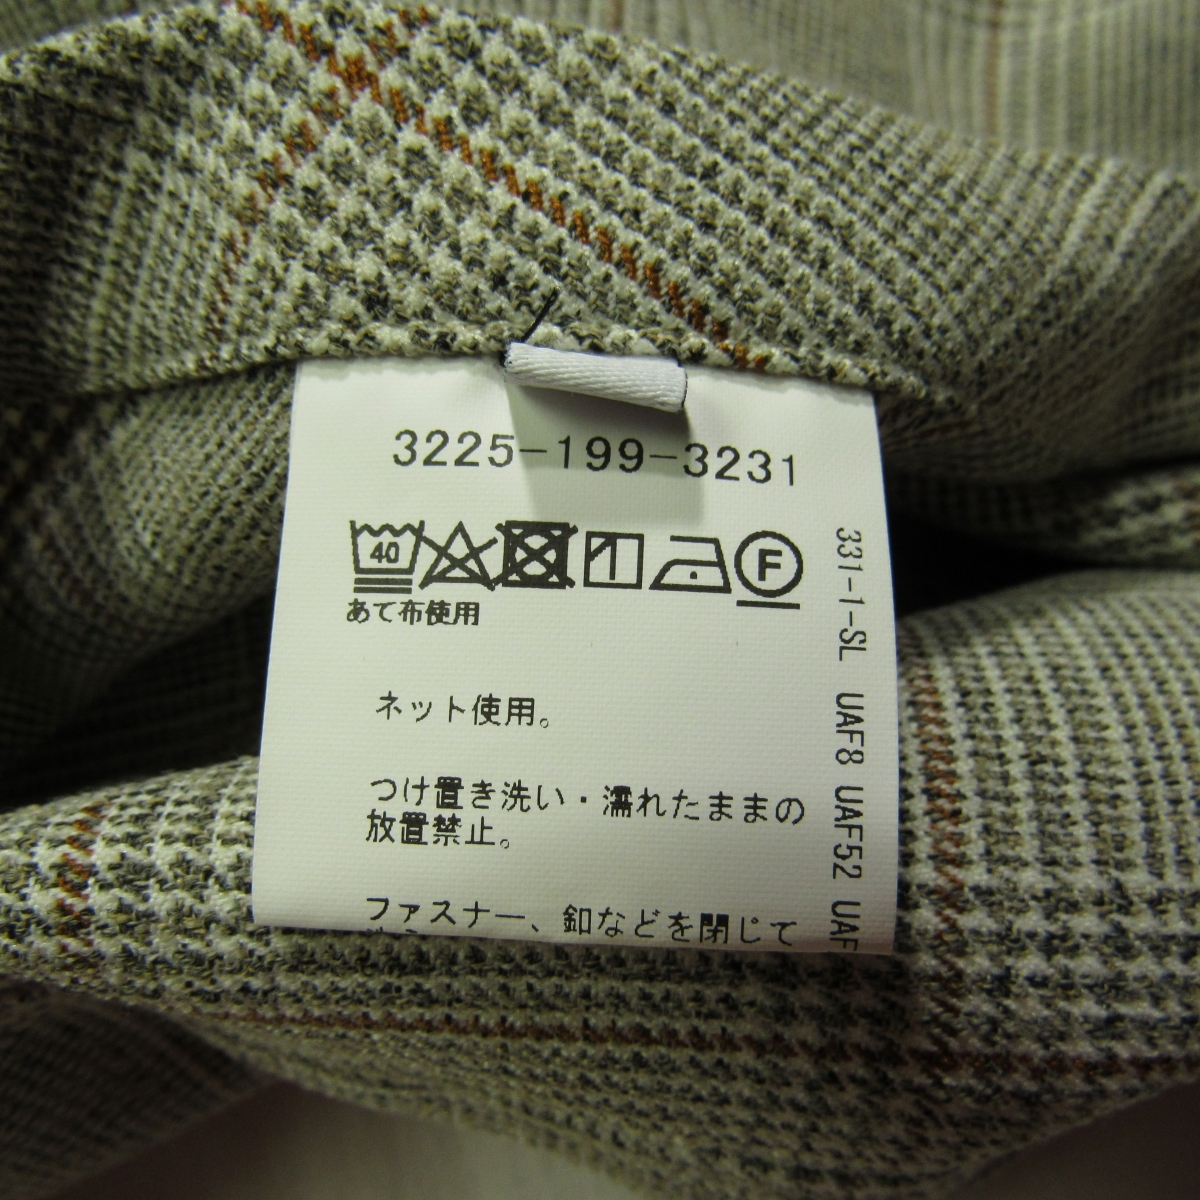 3225-199-3231
40
F
あて布使用
ネット使用。
つけ置き洗い・濡れたままの
放置禁止。
ファスナー、釦などを閉じて
331-1-SL UAF8 UAF52 UAF